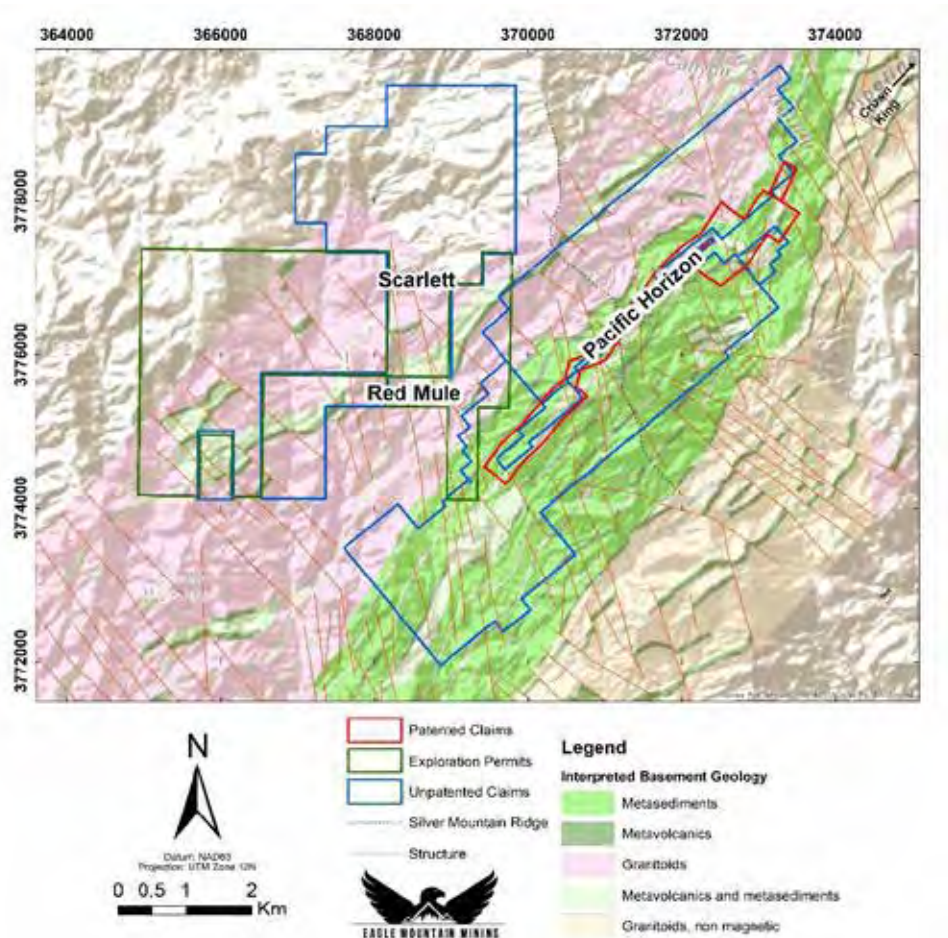 364000 366000 368000 370000 372000 374000
Crown
King
3778000
Scarlett
Pacific Horizon
3776000
Red Mule
3774000
3772000
N
Datum: NAD83
Projection: UTM Zone 12N
0 0.5 1 2
Km
Patented Claims
Exploration Permits
Unpatented Claims
Silver Mountain Ridge
Structure
EAGLE MOUNTAIN MINING
Legend
Interpreted Basement Geology
Metasediments
Metavolcanics
Granitoids
Metavolcanics and metasediments
Granitoids, non magnetic